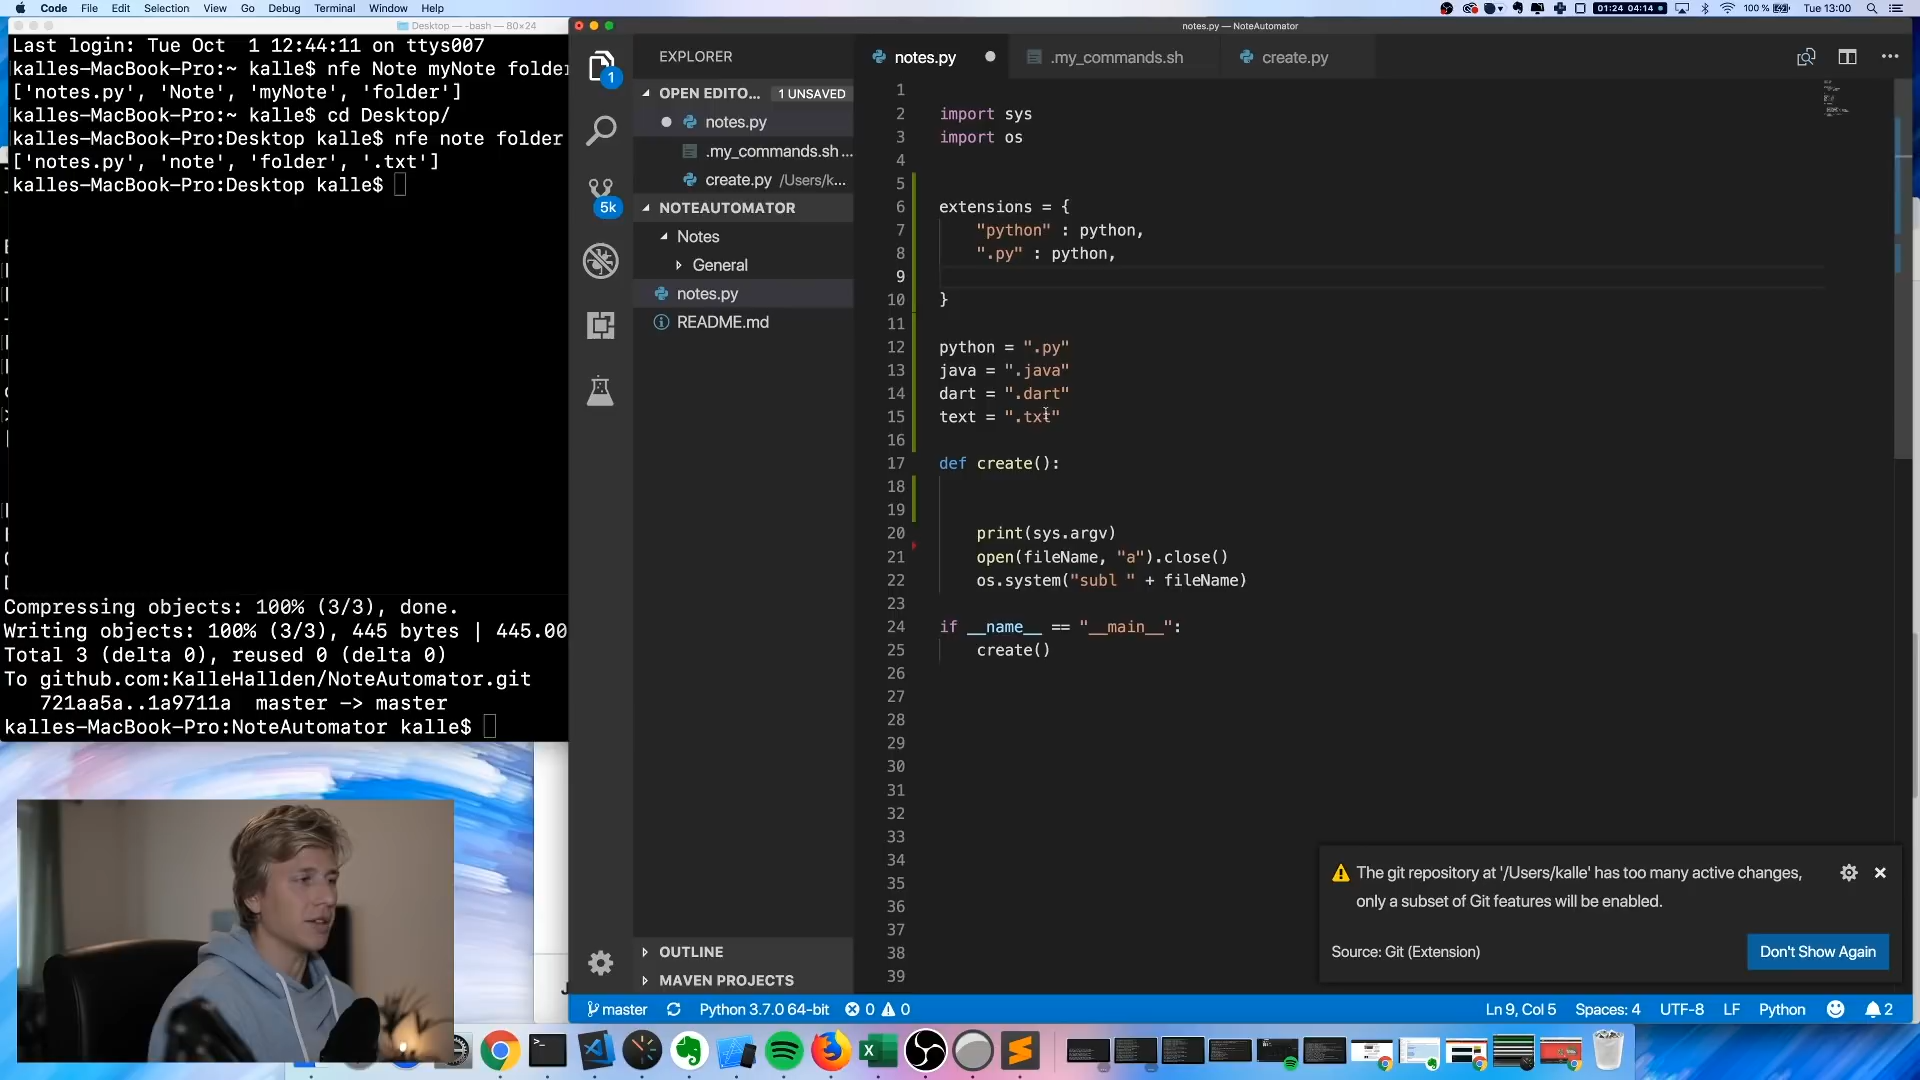 Code File Edit Selection View Go Debug Terminal Window Help
01:24 04:14 100 % Tue 13:00
Desktop — -bash — 80×24
Last login: Tue Oct 1 12:44:11 on ttys007
kalles-MacBook-Pro:~ kalle$ nfe Note myNote folder
['notes.py', 'Note', 'myNote', 'folder']
kalles-MacBook-Pro:~ kalle$ cd Desktop/
kalles-MacBook-Pro:Desktop kalle$ nfe note folder
['notes.py', 'note', 'folder', '.txt']
kalles-MacBook-Pro:Desktop kalle$
Compressing objects: 100% (3/3), done.
Writing objects: 100% (3/3), 445 bytes | 445.00
Total 3 (delta 0), reused 0 (delta 0)
To github.com:KalleHallden/NoteAutomator.git
721aa5a..1a9711a master -> master
kalles-MacBook-Pro:NoteAutomator kalle$
notes.py — NoteAutomator
1
5k
EXPLORER
OPEN EDITO... 1 UNSAVED
notes.py
.my_commands.sh ...
create.py /Users/k...
NOTEAUTOMATOR
Notes
General
notes.py
README.md
OUTLINE
MAVEN PROJECTS
notes.py .my_commands.sh create.py
1
2 import sys
3 import os
4
5
6 extensions = {
7 "python" : python,
8 ".py" : python,
9
10 }
11
12 python = ".py"
13 java = ".java"
14 dart = ".dart"
15 text = ".txt"
16
17 def create():
18
19
20 print(sys.argv)
21 open(fileName, "a").close()
22 os.system("subl " + fileName)
23
24 if __name__ == "__main__":
25 create()
26
27
28
29
30
31
32
33
34
35
36
37
38
39
The git repository at '/Users/kalle' has too many active changes,
only a subset of Git features will be enabled.
Source: Git (Extension) Don't Show Again
master Python 3.7.0 64-bit 0 0 Ln 9, Col 5 Spaces: 4 UTF-8 LF Python 2